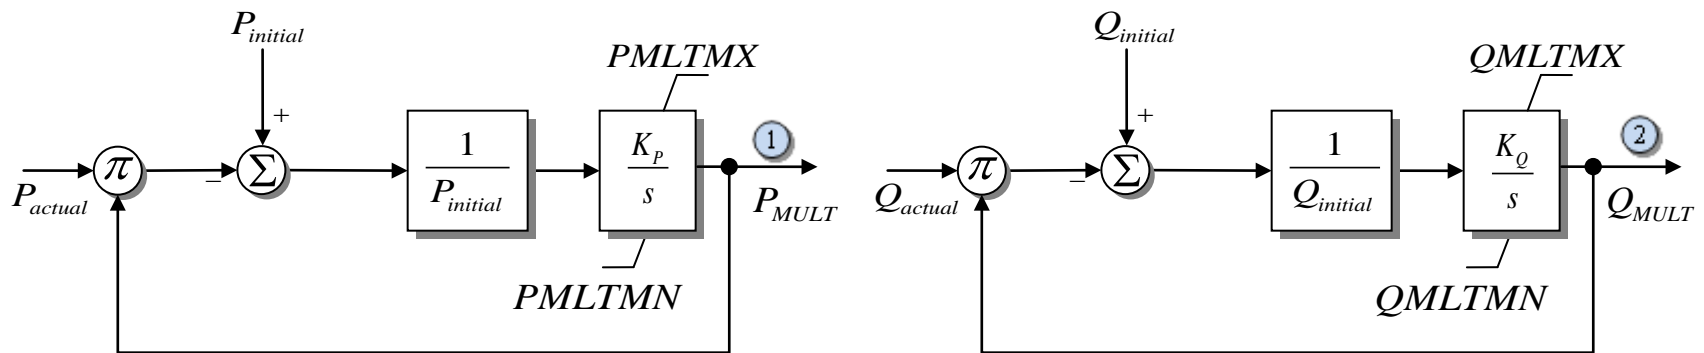 P_initial
PMLTMX
+
π
−
Σ
1
P_initial
K_P
s
1
P_actual
P_MULT
PMLTMN
Q_initial
QMLTMX
+
π
−
Σ
1
Q_initial
K_Q
s
2
Q_actual
Q_MULT
QMLTMN